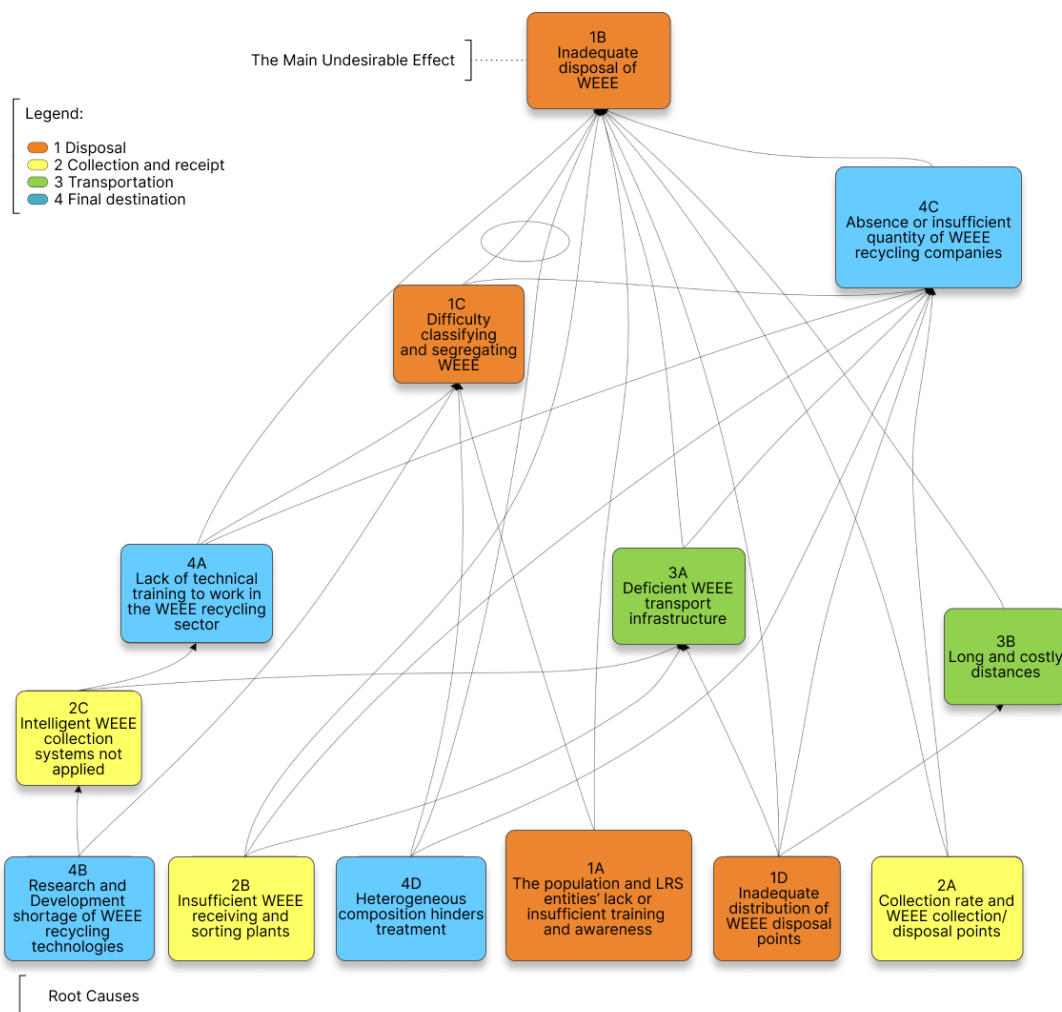 1B
Inadequate
disposal of
WEEE
The Main Undesirable Effect
Legend:
1 Disposal
2 Collection and receipt
3 Transportation
4 Final destination
4C
Absence or insufficient
quantity of WEEE
recycling companies
1C
Difficulty
classifying
and segregating
WEEE
4A
Lack of technical
training to work in
the WEEE recycling
sector
3A
Deficient WEEE
transport
infrastructure
3B
Long and costly
distances
2C
Intelligent WEEE
collection
systems not
applied
4B
Research and
Development
shortage of WEEE
recycling
technologies
2B
Insufficient WEEE
receiving and
sorting plants
4D
Heterogeneous
composition hinders
treatment
1A
The population and LRS
entities' lack or
insufficient training
and awareness
1D
Inadequate
distribution of
WEEE disposal
points
2A
Collection rate and
WEEE collection/
disposal points
Root Causes